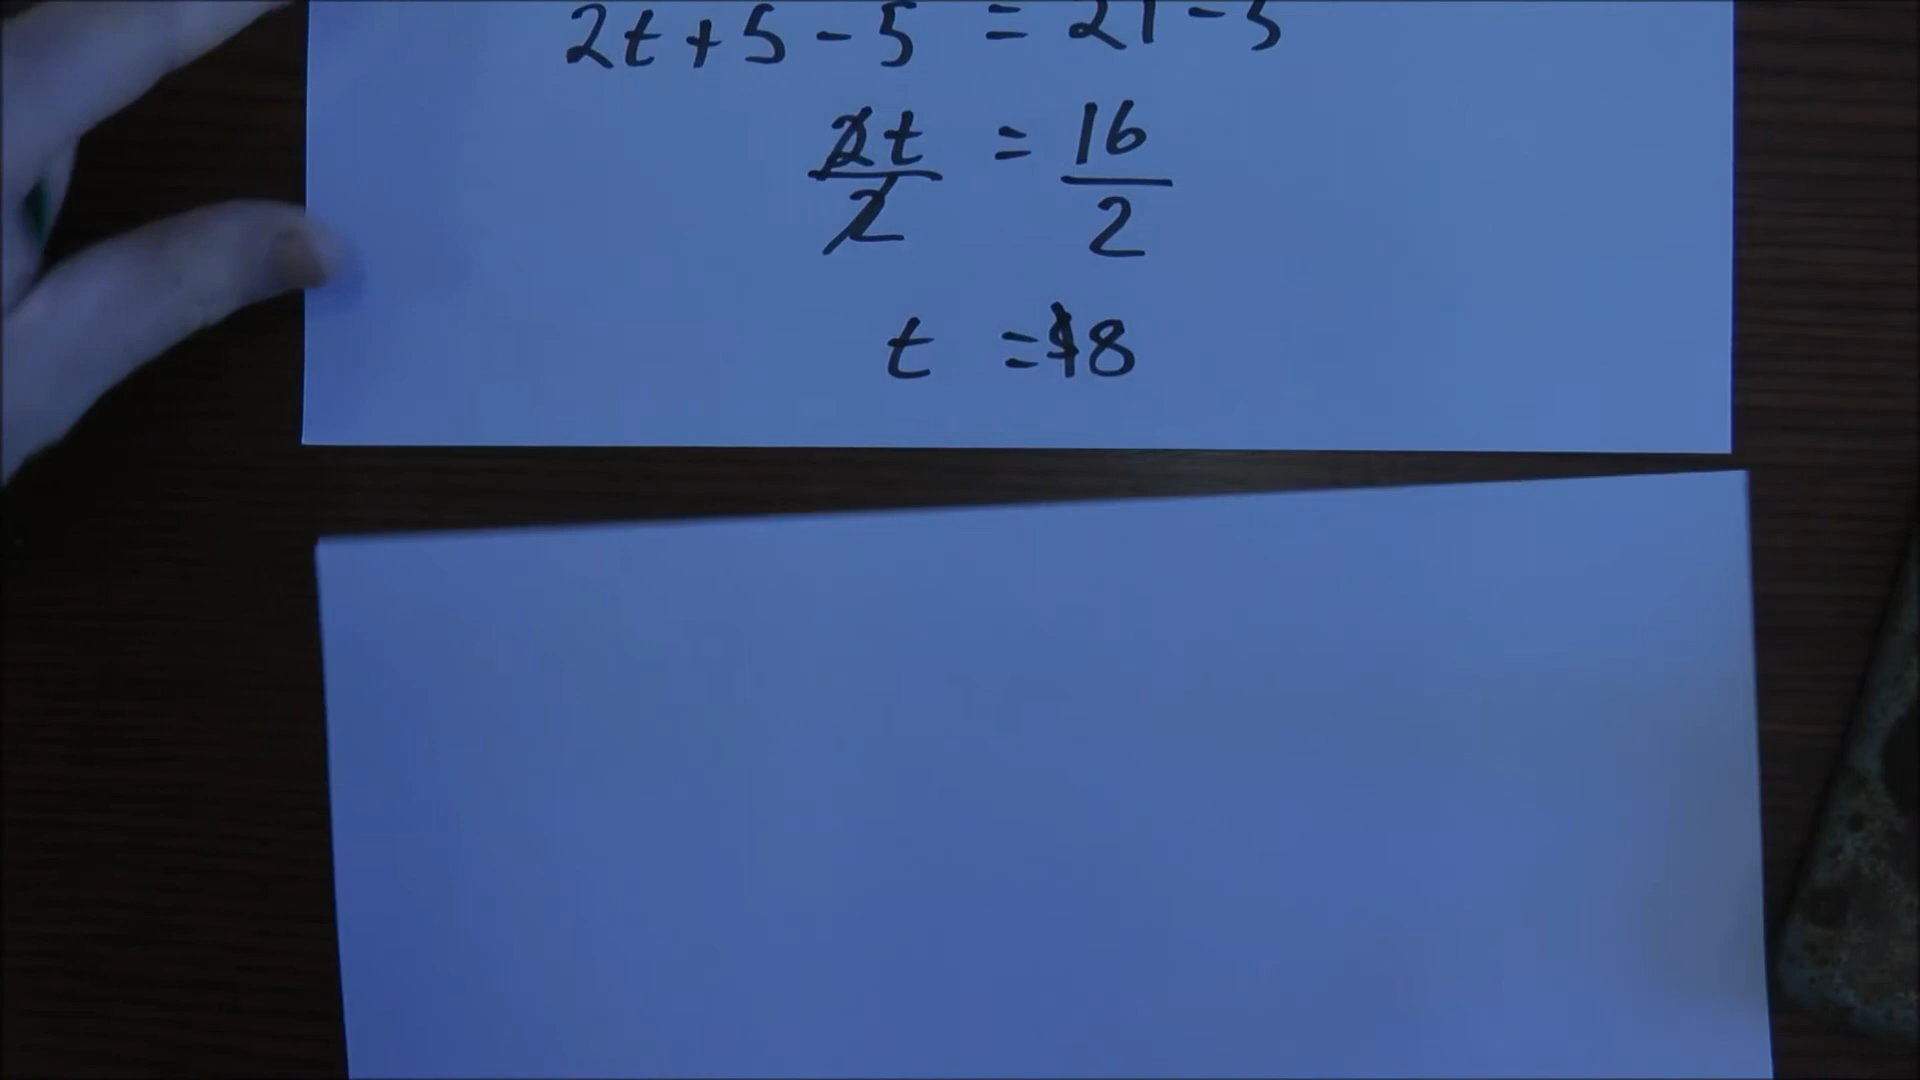 2t + 5 - 5 = 21 - 5
2t = 16
2 2
t = $8